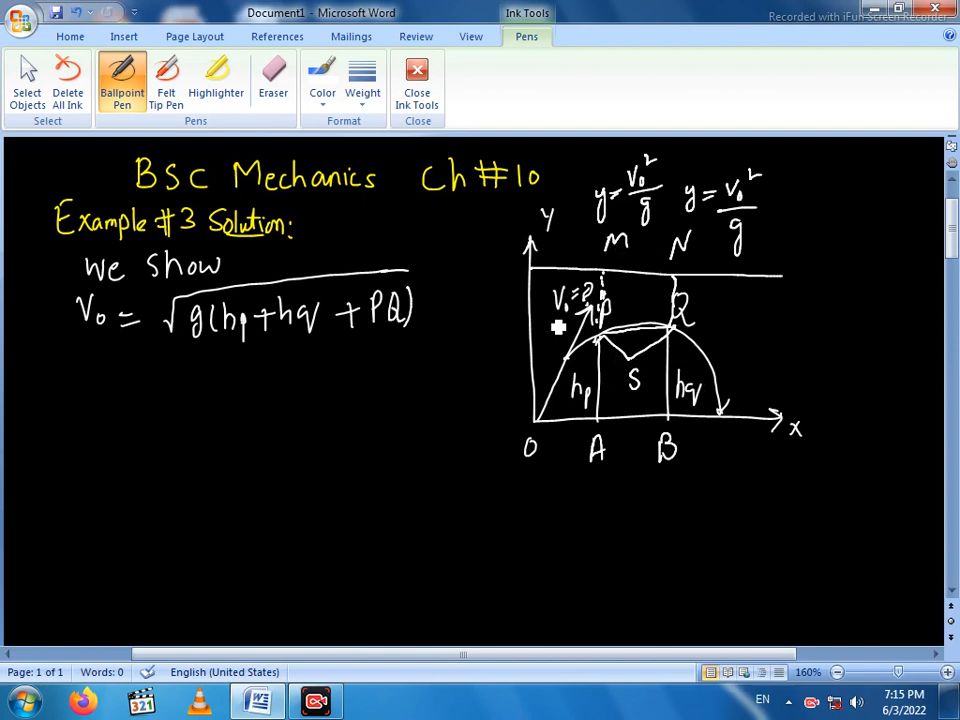 Document1 - Microsoft Word
Ink Tools
Recorded with iFun Screen Recorder
Home Insert Page Layout References Mailings Review View Pens
Select Objects
Delete All Ink
Ballpoint Pen
Felt Tip Pen
Highlighter
Eraser
Color
Weight
Close Ink Tools
Select
Pens
Format
Close
BSC Mechanics Ch #10
Example #3 Solution:
we show
V₀ = √g(hp+hq + PQ)
y = V₀²/g
y = V₀²/g
M N
Y
V₀ = ?
P
Q
hp
S
hq
O A B
x
Page: 1 of 1
Words: 0
English (United States)
160%
321
EN
7:15 PM
6/3/2022